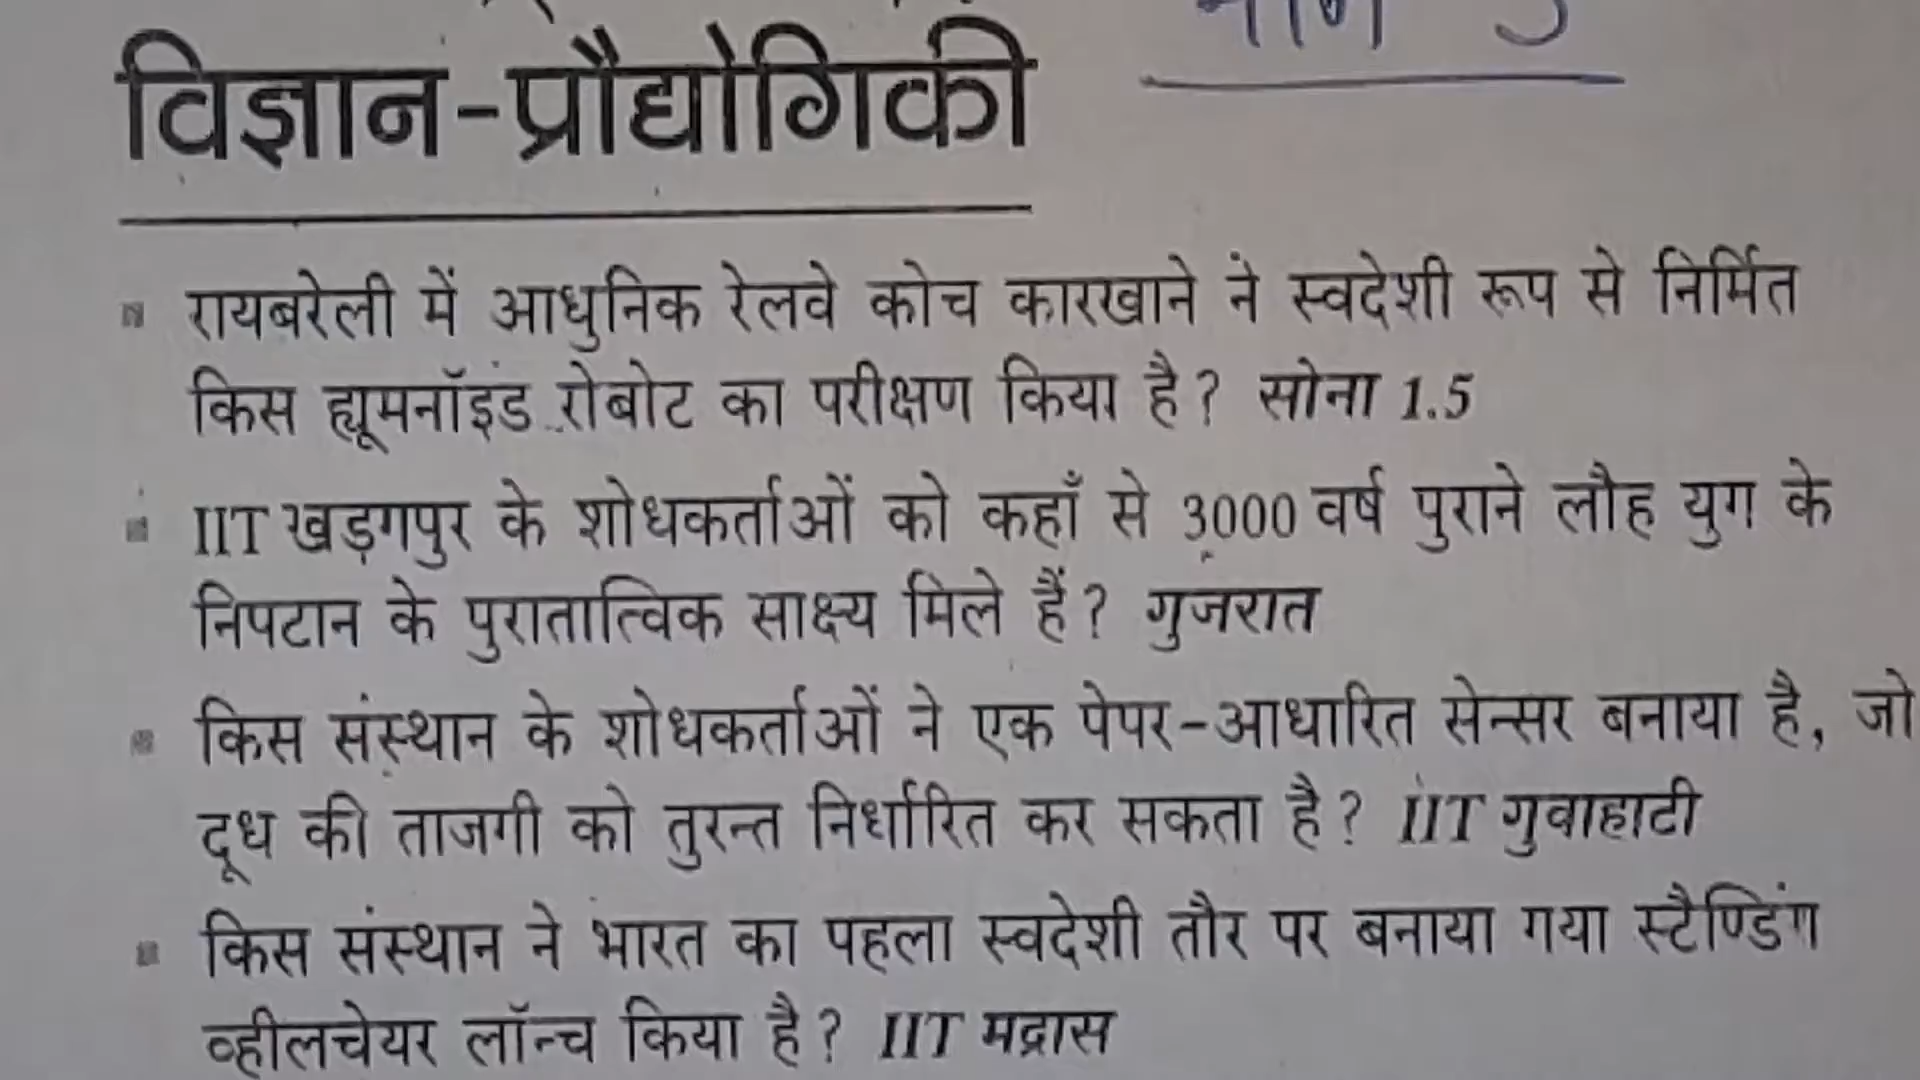 विज्ञान-प्रौद्योगिकी
रायबरेली में आधुनिक रेलवे कोच कारखाने ने स्वदेशी रूप से निर्मित
किस ह्यूमनॉइड रोबोट का परीक्षण किया है? सोना 1.5
IIT खड़गपुर के शोधकर्ताओं को कहाँ से 3000 वर्ष पुराने लौह युग के
निपटान के पुरातात्विक साक्ष्य मिले हैं? गुजरात
किस संस्थान के शोधकर्ताओं ने एक पेपर-आधारित सेन्सर बनाया है, जो
दूध की ताजगी को तुरन्त निर्धारित कर सकता है? IIT गुवाहाटी
किस संस्थान ने भारत का पहला स्वदेशी तौर पर बनाया गया स्टैण्डिंग
व्हीलचेयर लॉन्च किया है? IIT मद्रास